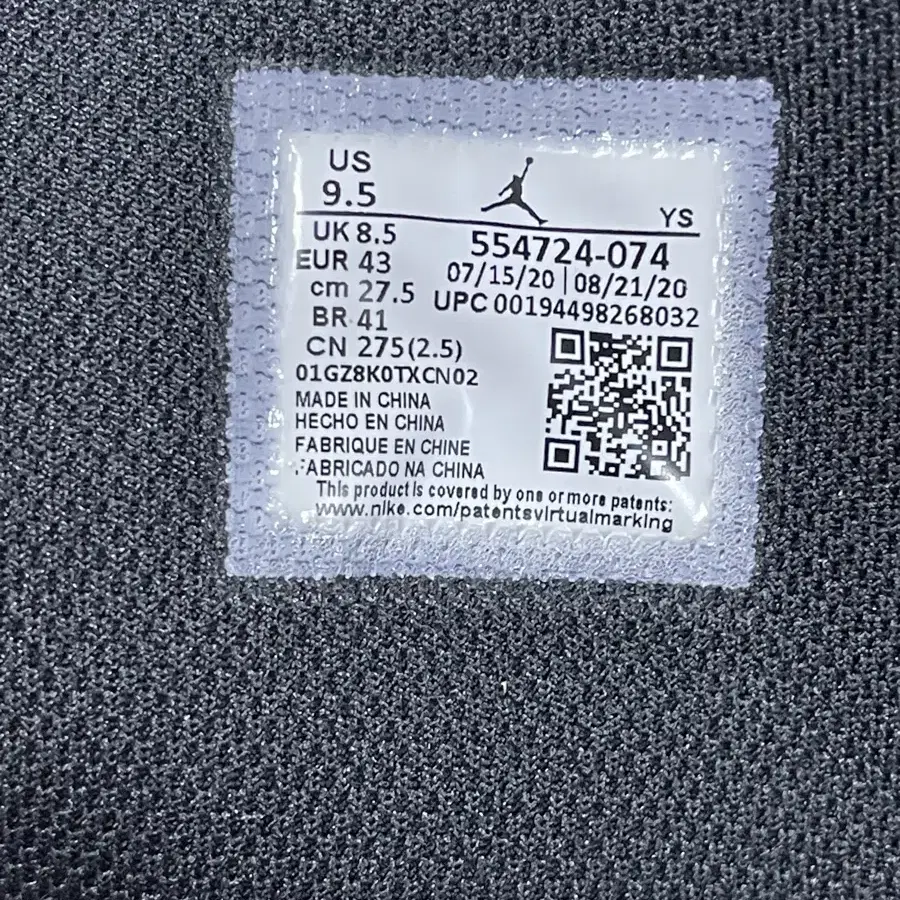 US
9.5
YS
UK 8.5
EUR 43
cm 27.5
BR 41
CN 275(2.5)
554724-074
07/15/20 | 08/21/20
UPC 00194498268032
01GZ8K0TXCN02
MADE IN CHINA
HECHO EN CHINA
FABRIQUE EN CHINE
FABRICADO NA CHINA
This product is covered by one or more patents:
www.nike.com/patentsvirtualmarking